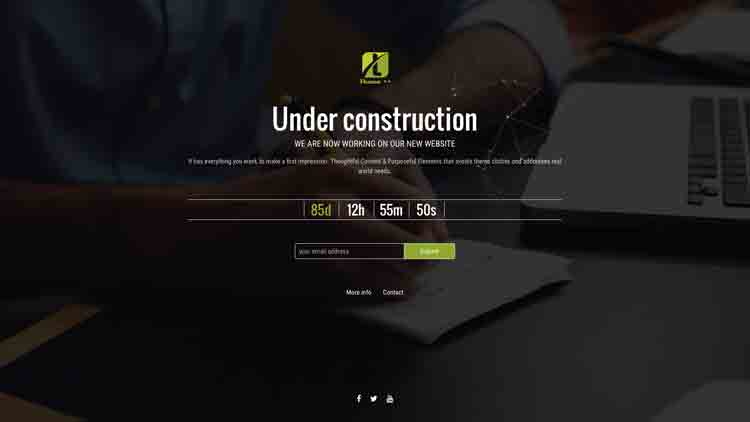 Under construction
WE ARE NOW WORKING ON OUR NEW WEBSITE
It has everything you want to make a first impression. Thoughtful Content & Purposeful Elements that avoids theme cliches and addresses real
world needs.
85d 12h 55m 50s
your email address
Submit
More info Contact